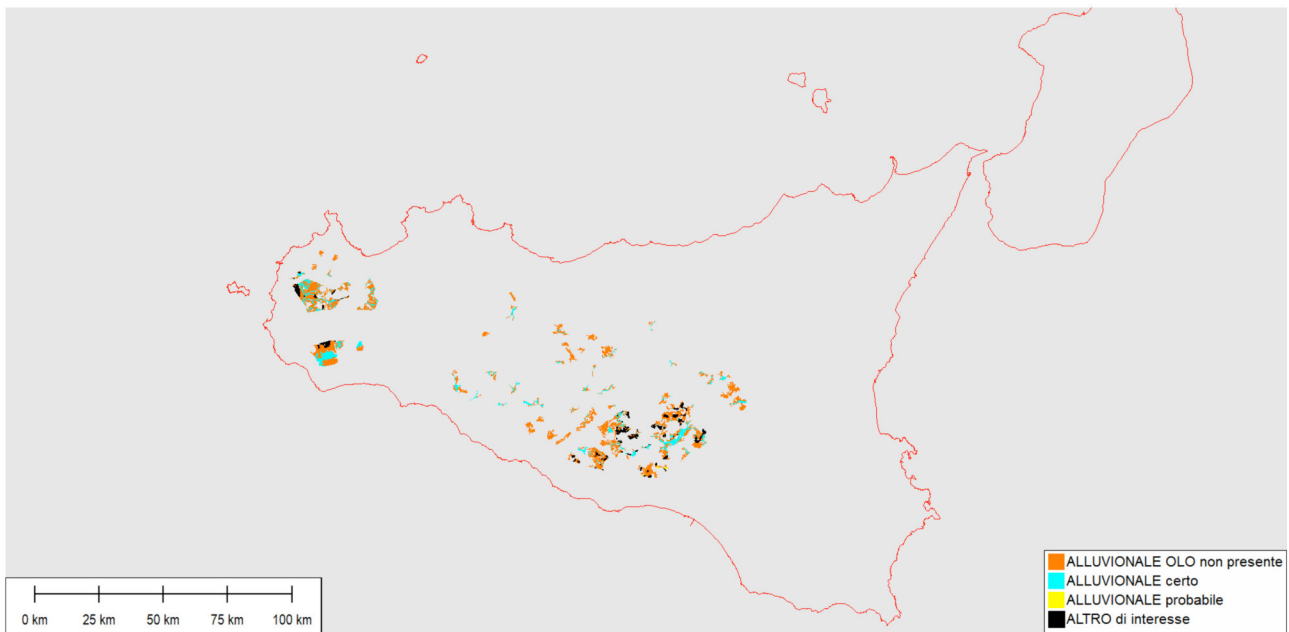 0 km 25 km 50 km 75 km 100 km
ALLUVIONALE OLO non presente
ALLUVIONALE certo
ALLUVIONALE probabile
ALTRO di interesse